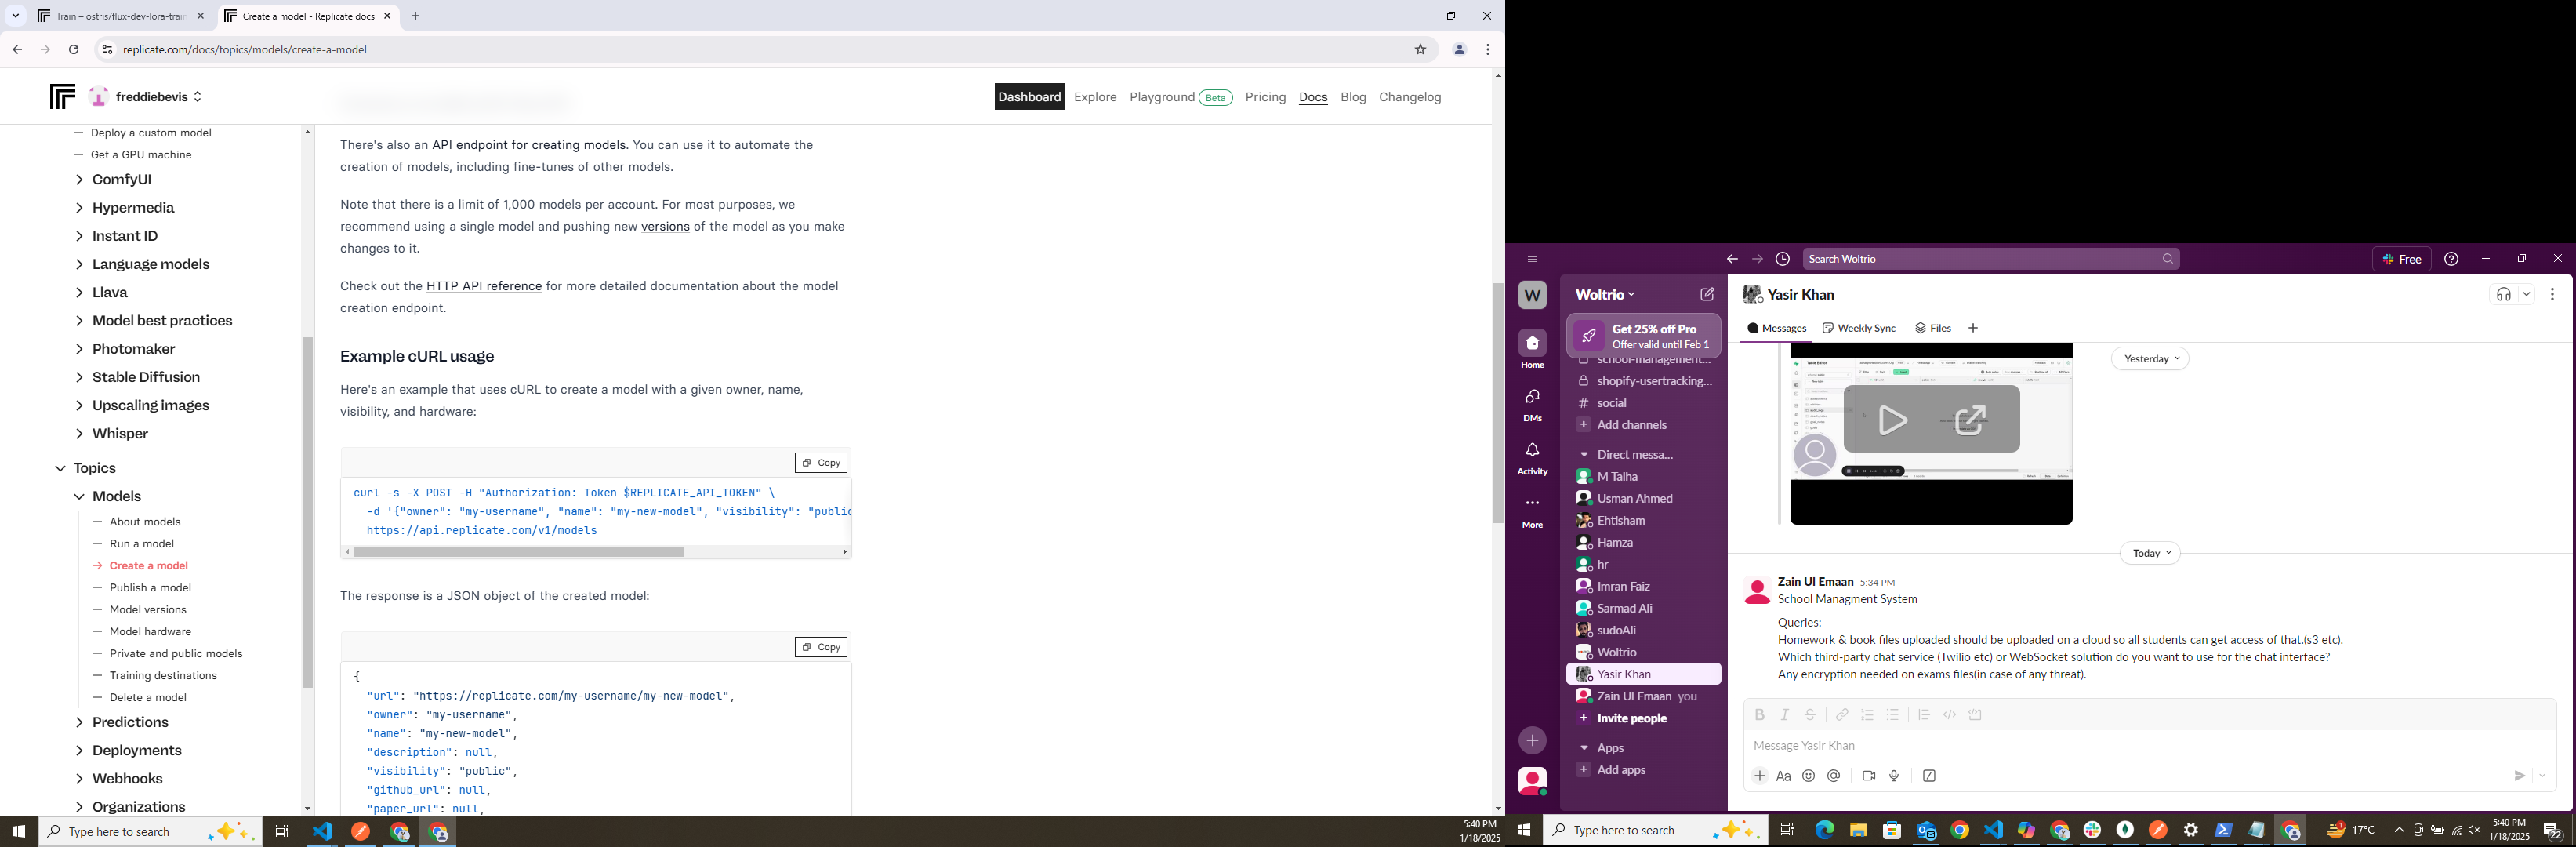 Train – ostris/flux-dev-lora-train
Create a model - Replicate docs
replicate.com/docs/topics/models/create-a-model
freddiebevis
Dashboard
Explore
Playground
Beta
Pricing
Docs
Blog
Changelog
Deploy a custom model
Get a GPU machine
ComfyUI
Hypermedia
Instant ID
Language models
Llava
Model best practices
Photomaker
Stable Diffusion
Upscaling images
Whisper
Topics
Models
About models
Run a model
Create a model
Publish a model
Model versions
Model hardware
Private and public models
Training destinations
Delete a model
Predictions
Deployments
Webhooks
Organizations
There's also an API endpoint for creating models. You can use it to automate the
creation of models, including fine-tunes of other models.
Note that there is a limit of 1,000 models per account. For most purposes, we
recommend using a single model and pushing new versions of the model as you make
changes to it.
Check out the HTTP API reference for more detailed documentation about the model
creation endpoint.
Example cURL usage
Here's an example that uses cURL to create a model with a given owner, name,
visibility, and hardware:
Copy
curl -s -X POST -H "Authorization: Token $REPLICATE_API_TOKEN" \
-d '{"owner": "my-username", "name": "my-new-model", "visibility": "public
https://api.replicate.com/v1/models
The response is a JSON object of the created model:
Copy
{
"url": "https://replicate.com/my-username/my-new-model",
"owner": "my-username",
"name": "my-new-model",
"description": null,
"visibility": "public",
"github_url": null,
"paper_url": null,
Type here to search
5:40 PM
1/18/2025
Search Woltrio
Free
W
Home
DMs
Activity
More
Woltrio
Get 25% off Pro
Offer valid until Feb 1
school-management...
shopify-usertracking...
# social
Add channels
Direct messa...
M Talha
Usman Ahmed
Ehtisham
Hamza
hr
Imran Faiz
Sarmad Ali
sudoAli
Woltrio
Yasir Khan
Zain Ul Emaan you
Invite people
Apps
Add apps
Yasir Khan
Messages
Weekly Sync
Files
Yesterday
Table Editor
Today
Zain Ul Emaan 5:34 PM
School Managment System
Queries:
Homework & book files uploaded should be uploaded on a cloud so all students can get access of that.(s3 etc).
Which third-party chat service (Twilio etc) or WebSocket solution do you want to use for the chat interface?
Any encryption needed on exams files(in case of any threat).
Message Yasir Khan
Aa
Type here to search
17°C
5:40 PM
1/18/2025
22